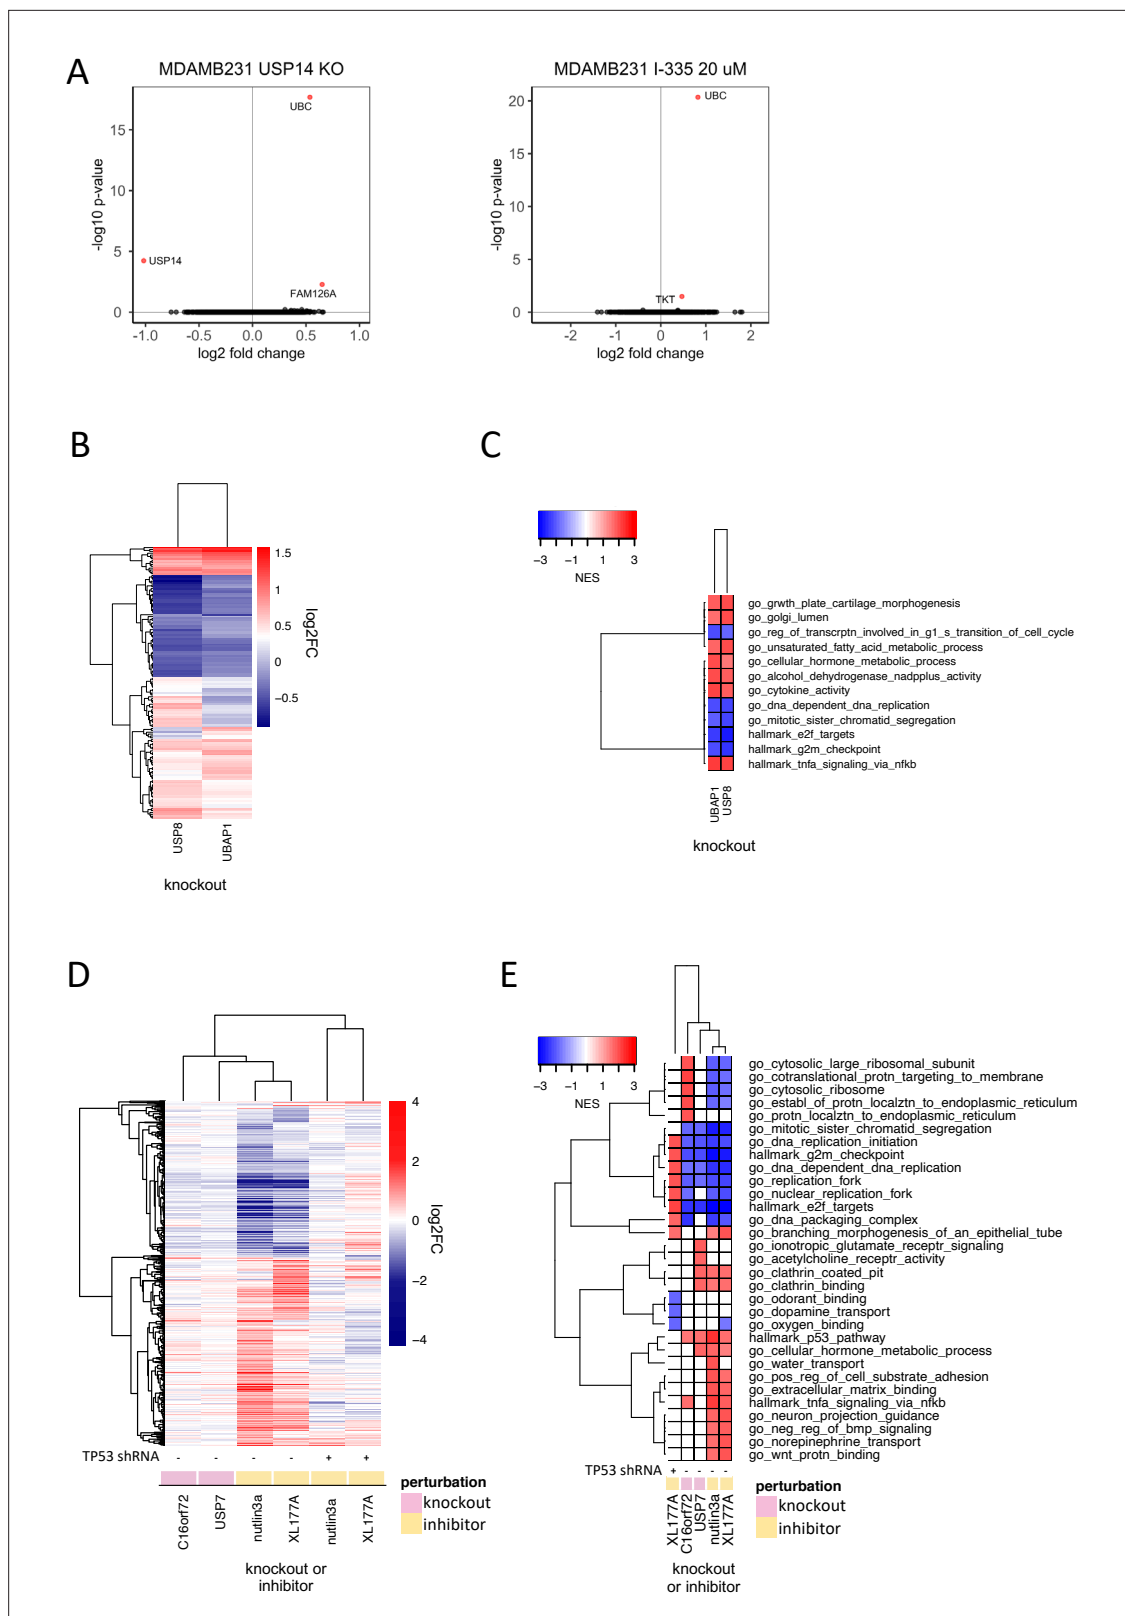 A
MDAMB231 USP14 KO
MDAMB231 I-335 20 uM
-log10 p-value
15
10
5
0
UBC
USP14
FAM126A
-1.0
-0.5
0.0
0.5
1.0
log2 fold change
-log10 p-value
20
15
10
5
0
UBC
TKT
-2
-1
0
1
2
log2 fold change
B
1.5
1
0.5
0
−0.5
log2FC
USP8
UBAP1
knockout
C
−3
−1
1
3
NES
go_grwth_plate_cartilage_morphogenesis
go_golgi_lumen
go_reg_of_transcrptn_involved_in_g1_s_transition_of_cell_cycle
go_unsaturated_fatty_acid_metabolic_process
go_cellular_hormone_metabolic_process
go_alcohol_dehydrogenase_nadpplus_activity
go_cytokine_activity
go_dna_dependent_dna_replication
go_mitotic_sister_chromatid_segregation
hallmark_e2f_targets
hallmark_g2m_checkpoint
hallmark_tnfa_signaling_via_nfkb
UBAP1
USP8
knockout
D
4
2
0
−2
−4
log2FC
TP53 shRNA
- - - - + +
C16orf72
USP7
nutlin3a
XL177A
nutlin3a
XL177A
perturbation
knockout
inhibitor
knockout or
inhibitor
E
−3
−1
1
3
NES
go_cytosolic_large_ribosomal_subunit
go_cotranslational_protn_targeting_to_membrane
go_cytosolic_ribosome
go_establ_of_protn_localztn_to_endoplasmic_reticulum
go_protn_localztn_to_endoplasmic_reticulum
go_mitotic_sister_chromatid_segregation
go_dna_replication_initiation
hallmark_g2m_checkpoint
go_dna_dependent_dna_replication
go_replication_fork
go_nuclear_replication_fork
hallmark_e2f_targets
go_dna_packaging_complex
go_branching_morphogenesis_of_an_epithelial_tube
go_ionotropic_glutamate_receptr_signaling
go_acetylcholine_receptr_activity
go_clathrin_coated_pit
go_clathrin_binding
go_odorant_binding
go_dopamine_transport
go_oxygen_binding
hallmark_p53_pathway
go_cellular_hormone_metabolic_process
go_water_transport
go_pos_reg_of_cell_substrate_adhesion
go_extracellular_matrix_binding
hallmark_tnfa_signaling_via_nfkb
go_neuron_projection_guidance
go_neg_reg_of_bmp_signaling
go_norepinephrine_transport
go_wnt_protn_binding
TP53 shRNA
+ - - - -
XL177A
C16orf72
USP7
nutlin3a
XL177A
perturbation
knockout
inhibitor
knockout
or inhibitor